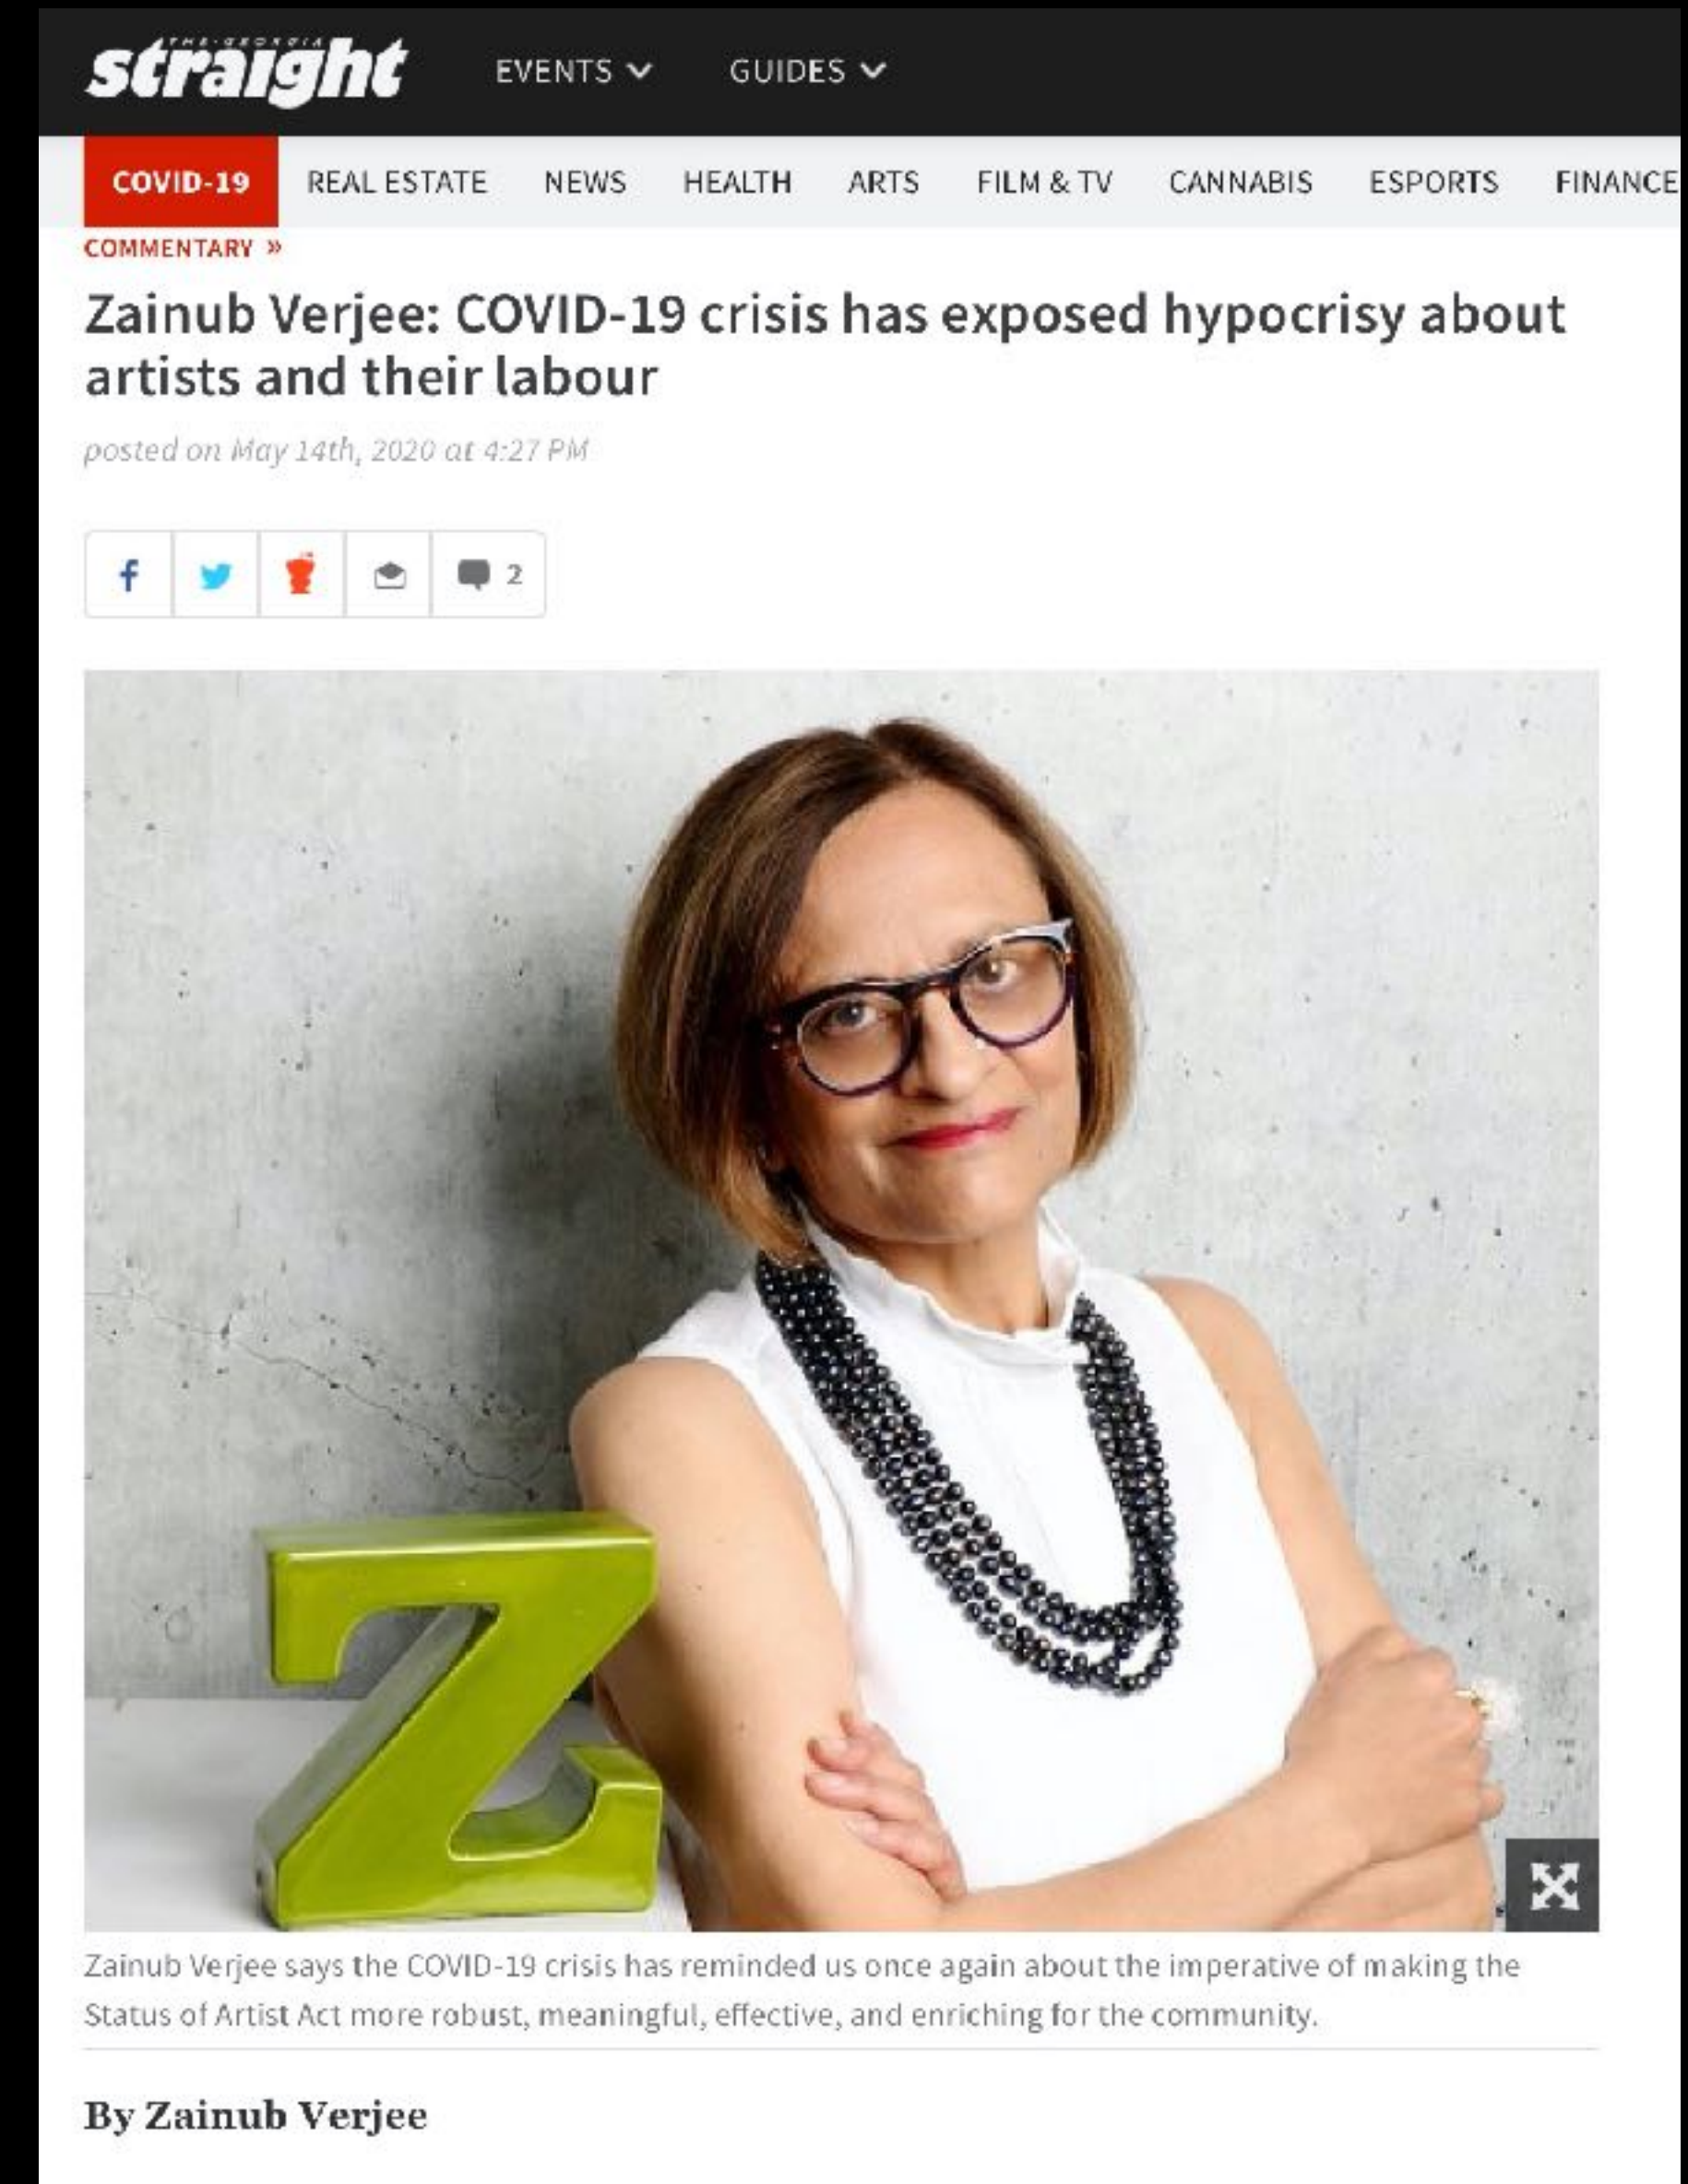 THE GEORGIA
straight
EVENTS
GUIDES
COVID-19
REAL ESTATE
NEWS
HEALTH
ARTS
FILM & TV
CANNABIS
ESPORTS
FINANCE
COMMENTARY »
Zainub Verjee: COVID-19 crisis has exposed hypocrisy about
artists and their labour
posted on May 14th, 2020 at 4:27 PM
f
2
Z
Zainub Verjee says the COVID-19 crisis has reminded us once again about the imperative of making the
Status of Artist Act more robust, meaningful, effective, and enriching for the community.
By Zainub Verjee